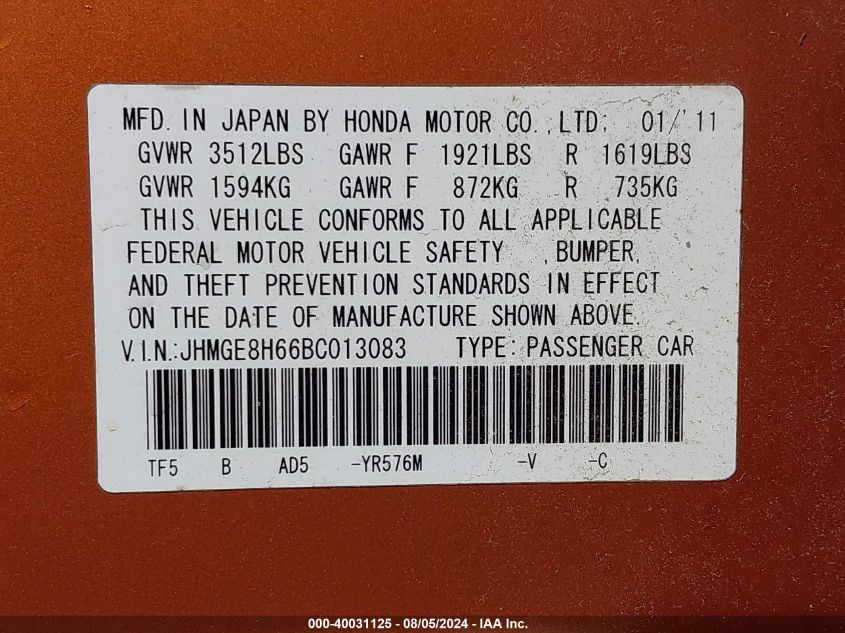 MFD. IN JAPAN BY HONDA MOTOR CO., LTD; 01/'11
GVWR 3512LBS GAWR F 1921LBS R 1619LBS
GVWR 1594KG GAWR F 872KG R 735KG
THIS VEHICLE CONFORMS TO ALL APPLICABLE
FEDERAL MOTOR VEHICLE SAFETY , BUMPER,
AND THEFT PREVENTION STANDARDS IN EFFECT
ON THE DATE OF MANUFACTURE SHOWN ABOVE.
V.I.N.:JHMGE8H66BC013083 TYPE:PASSENGER CAR
TF5 B AD5 -YR576M -V -C
000-40031125 - 08/05/2024 - IAA Inc.